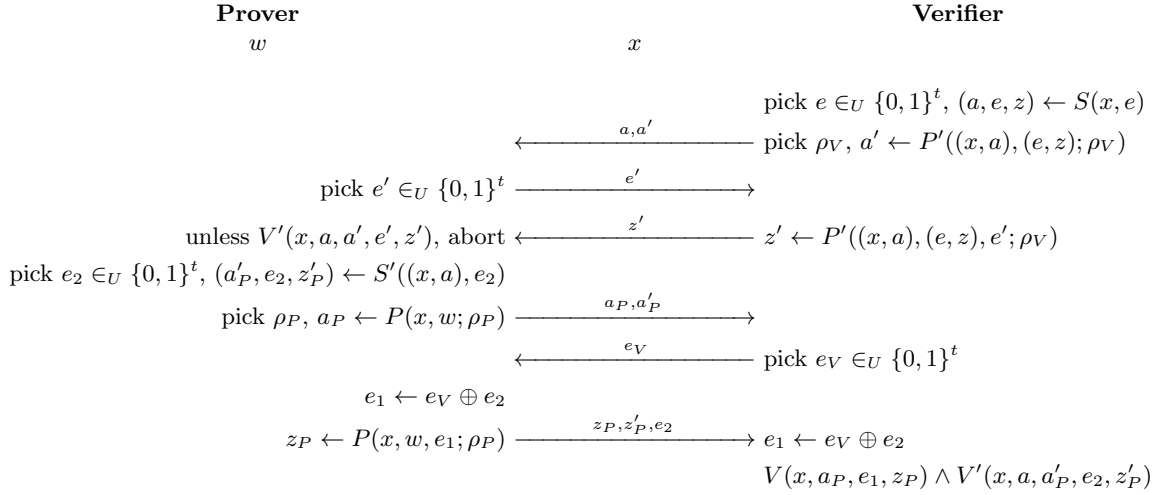 Prover Verifier
w x
pick e ∈_U {0,1}^t, (a, e, z) ← S(x, e)
a,a′ pick ρ_V, a′ ← P′((x, a), (e, z); ρ_V)
pick e′ ∈_U {0,1}^t e′
unless V′(x, a, a′, e′, z′), abort z′ z′ ← P′((x, a), (e, z), e′; ρ_V)
pick e_2 ∈_U {0,1}^t, (a′_P, e_2, z′_P) ← S′((x, a), e_2)
pick ρ_P, a_P ← P(x, w; ρ_P) a_P,a′_P
e_V pick e_V ∈_U {0,1}^t
e_1 ← e_V ⊕ e_2
z_P ← P(x, w, e_1; ρ_P) z_P,z′_P,e_2 e_1 ← e_V ⊕ e_2
V(x, a_P, e_1, z_P) ∧ V′(x, a, a′_P, e_2, z′_P)